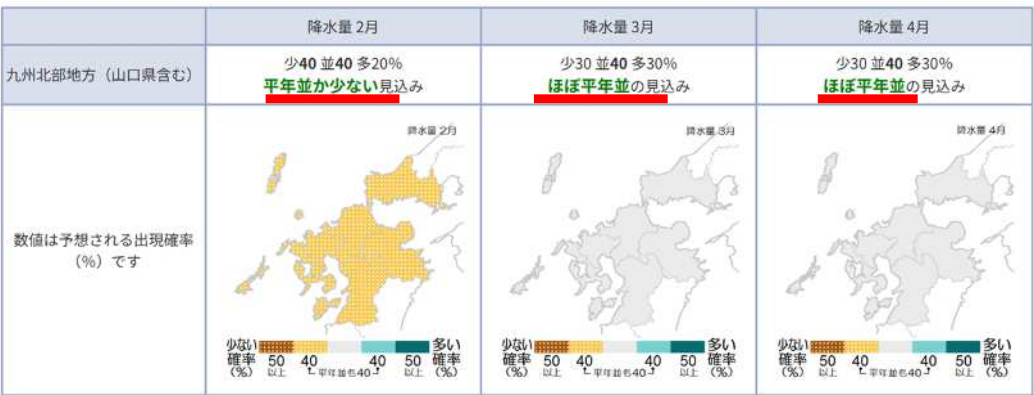 降水量 2月
降水量 3月
降水量 4月
九州北部地方（山口県含む）
少40 並40 多20%
平年並か少ない見込み
少30 並40 多30%
ほぼ平年並の見込み
少30 並40 多30%
ほぼ平年並の見込み
数値は予想される出現確率
（%）です
降水量 2月
少ない
確率
(%)
50
以上
40
平年並も40
40
50
以上
多い
確率
(%)
降水量 3月
少ない
確率
(%)
50
以上
40
平年並も40
40
50
以上
多い
確率
(%)
降水量 4月
少ない
確率
(%)
50
以上
40
平年並も40
40
50
以上
多い
確率
(%)